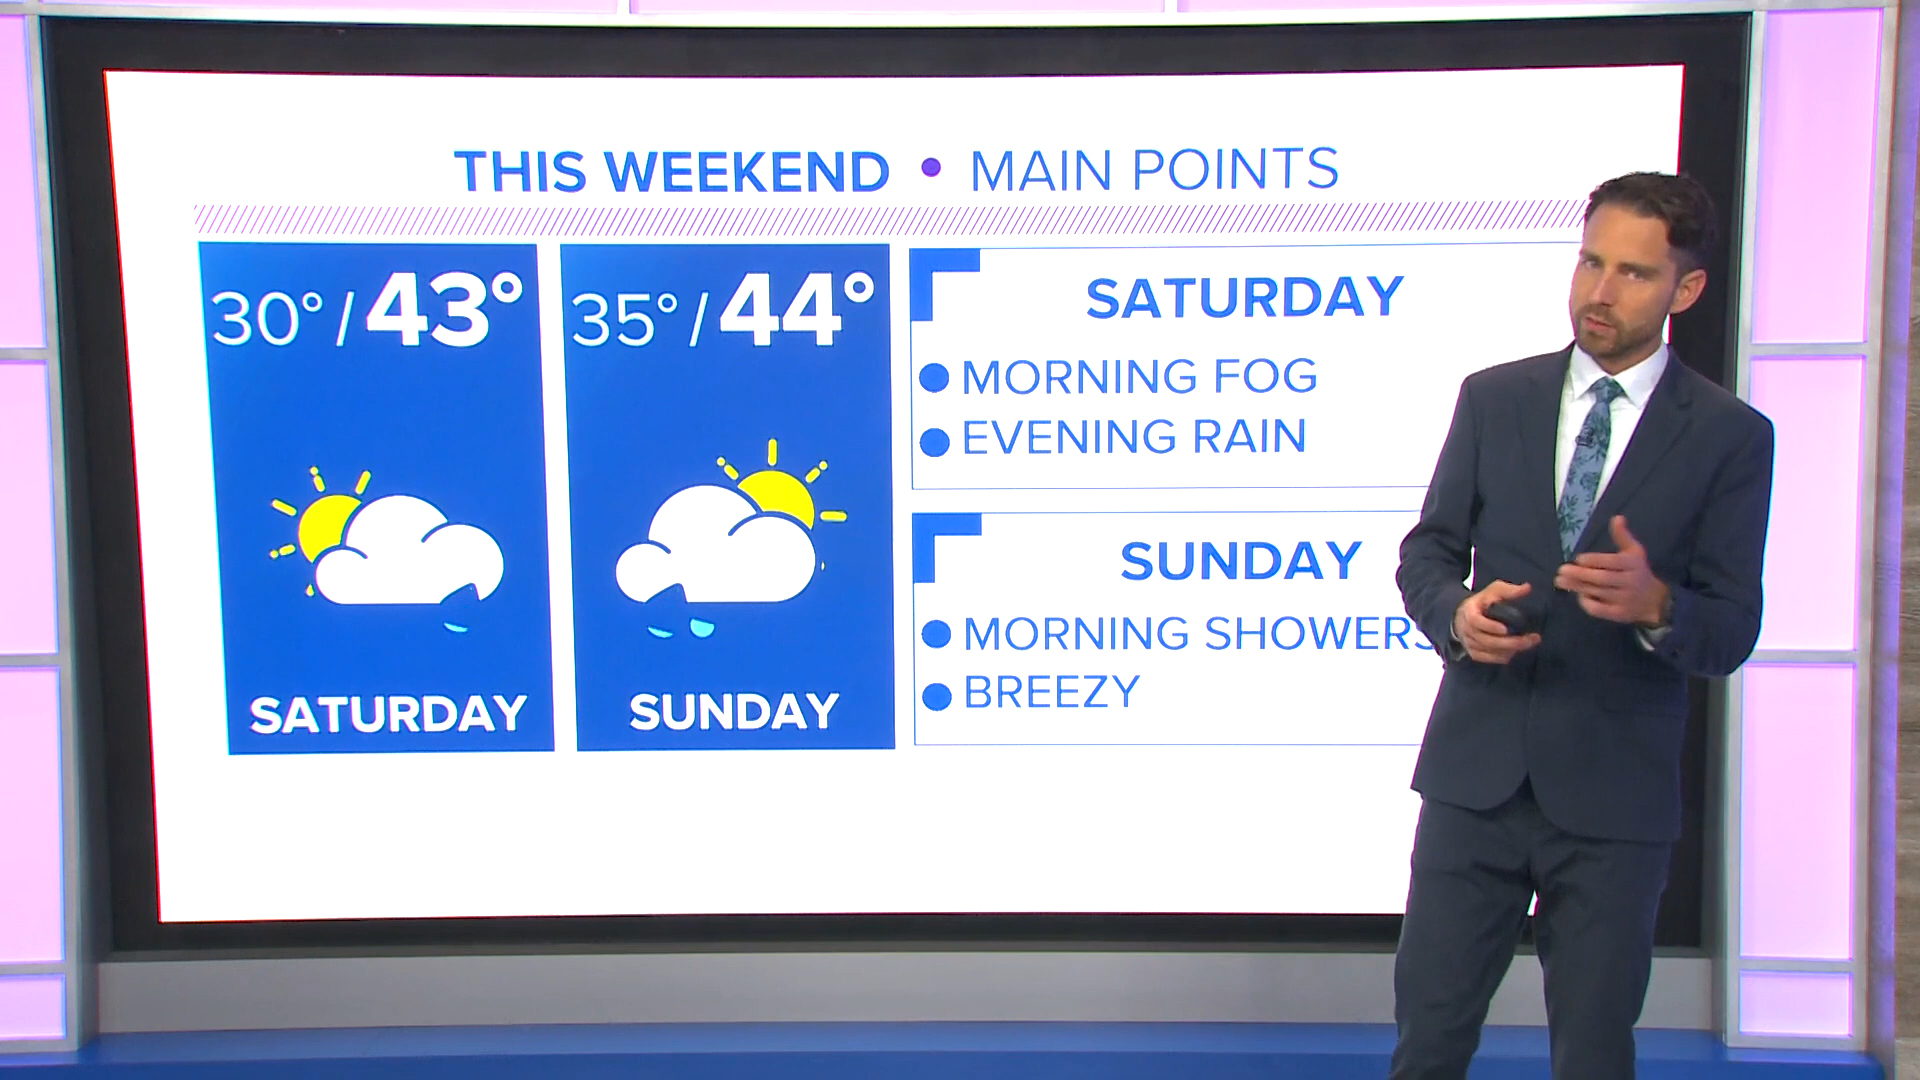 THIS WEEKEND • MAIN POINTS
30°/43°
SATURDAY
35°/44°
SUNDAY
SATURDAY
• MORNING FOG
• EVENING RAIN
SUNDAY
• MORNING SHOWERS
• BREEZY